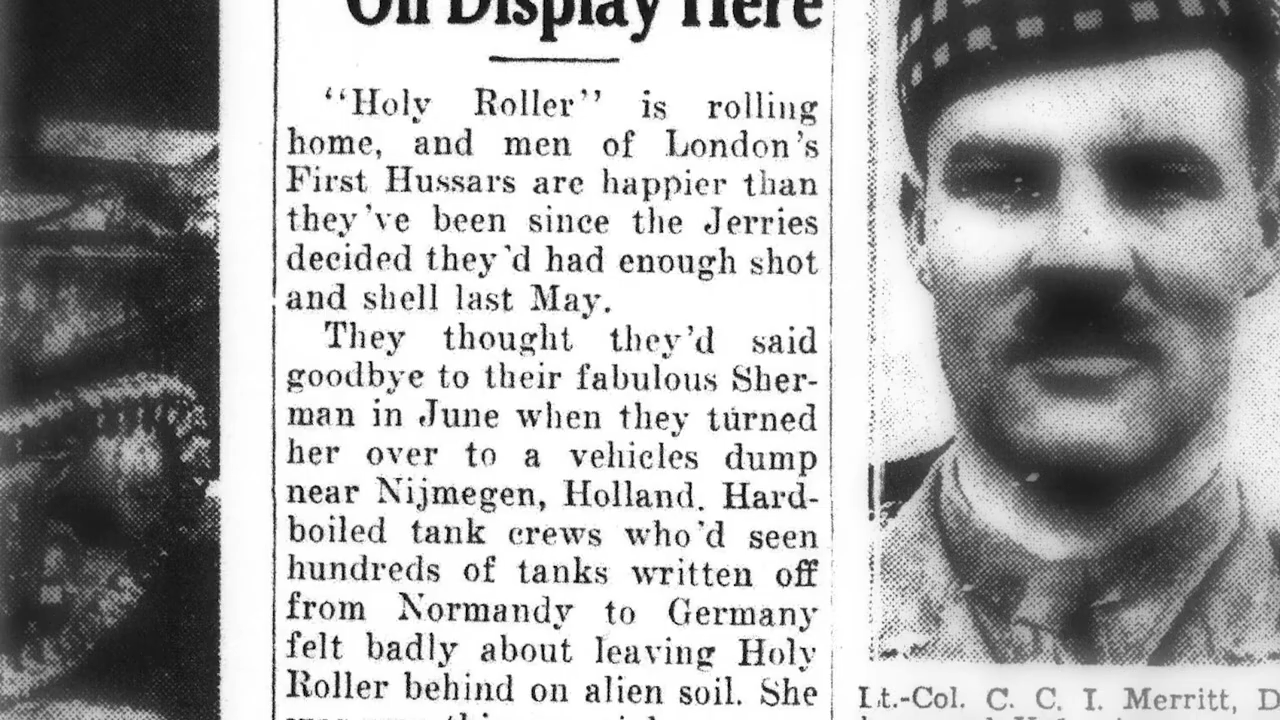 On Display Here
"Holy Roller" is rolling
home, and men of London's
First Hussars are happier than
they've been since the Jerries
decided they'd had enough shot
and shell last May.
They thought they'd said
goodbye to their fabulous Sher-
man in June when they turned
her over to a vehicles dump
near Nijmegen, Holland. Hard-
boiled tank crews who'd seen
hundreds of tanks written off
from Normandy to Germany
felt badly about leaving Holy
Roller behind on alien soil. She
Lt.-Col. C. C. I. Merritt, D